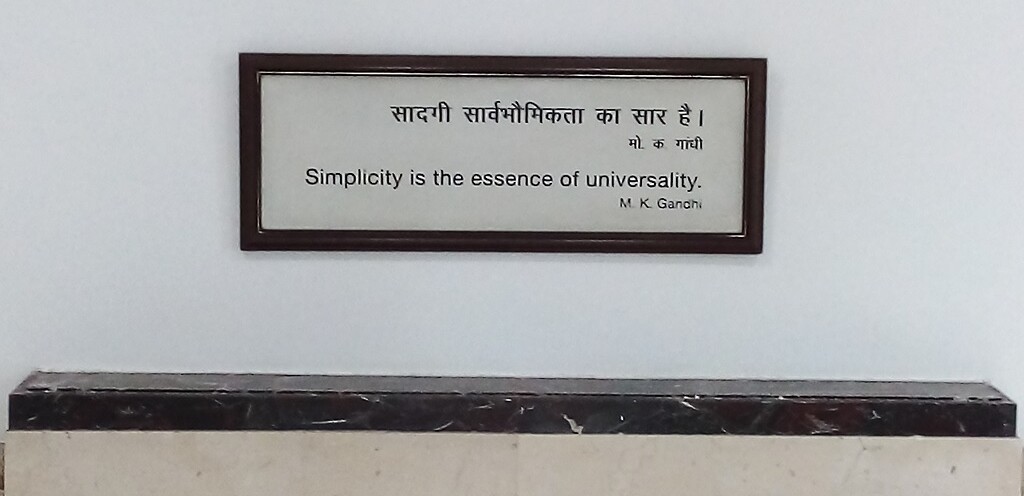 सादगी सार्वभौमिकता का सार है।
मो. क. गांधी
Simplicity is the essence of universality.
M. K. Gandhi